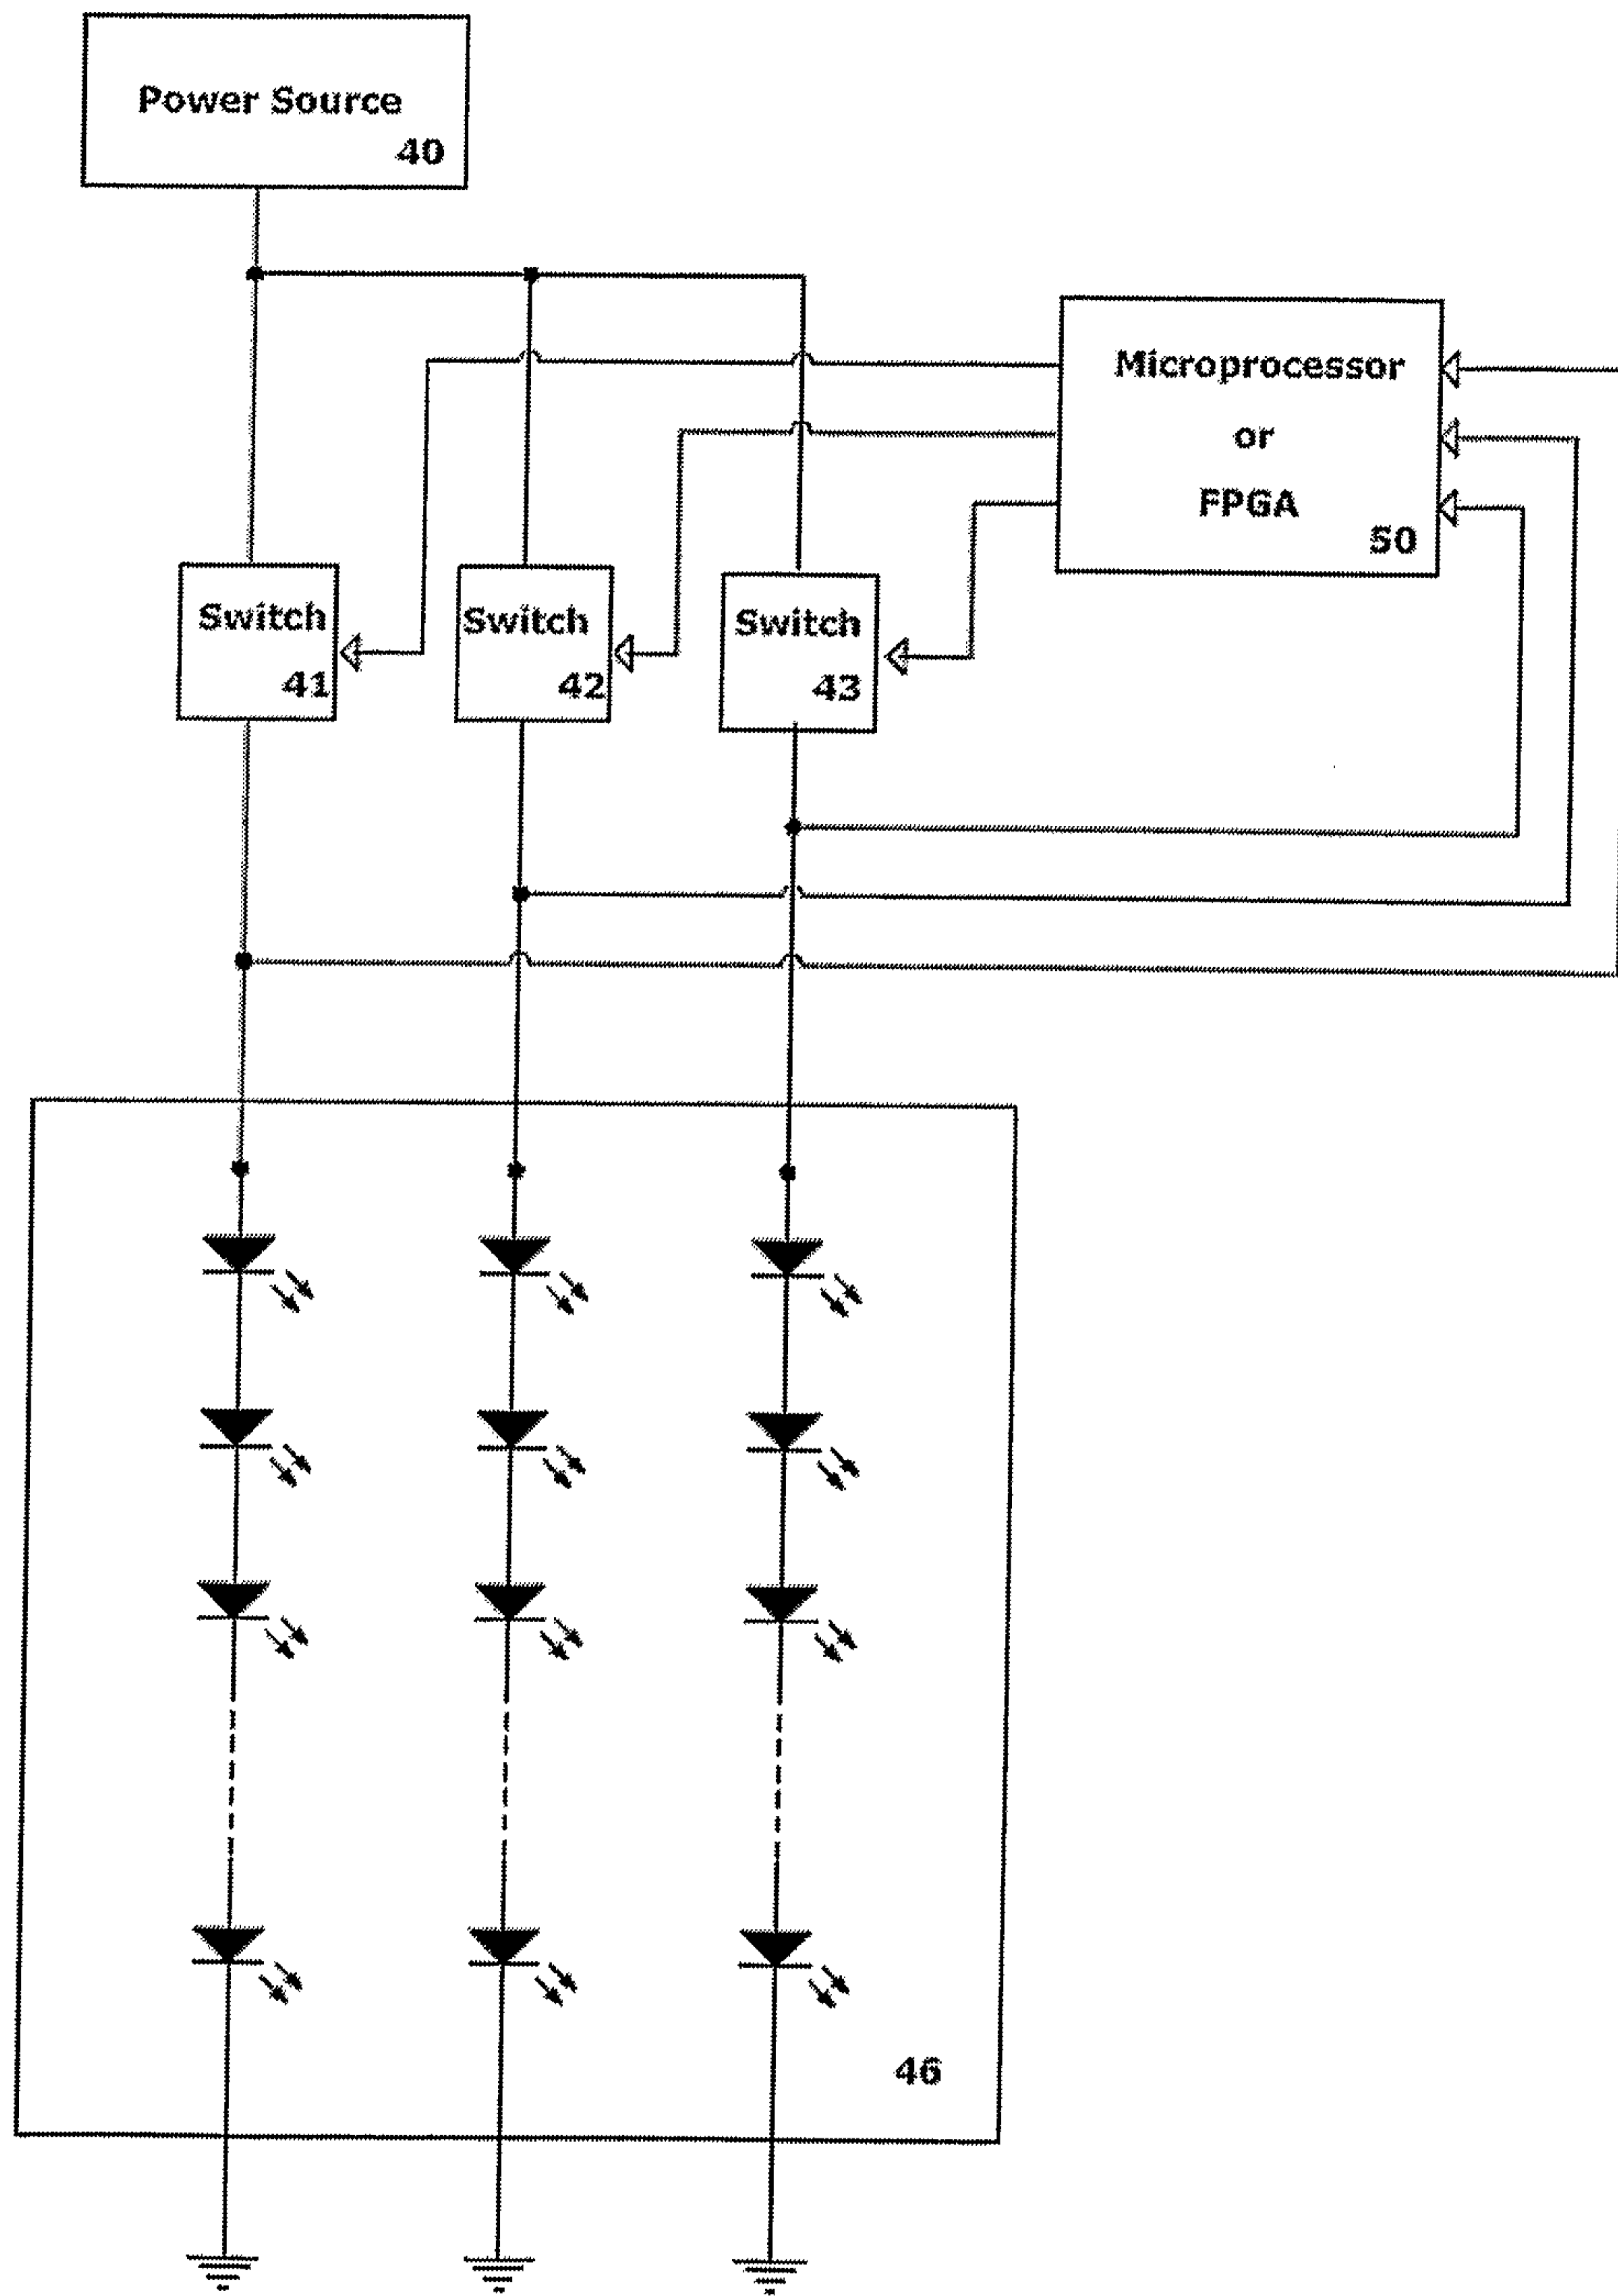 Power Source
40
Microprocessor
or
FPGA
50
Switch
41
Switch
42
Switch
43
46